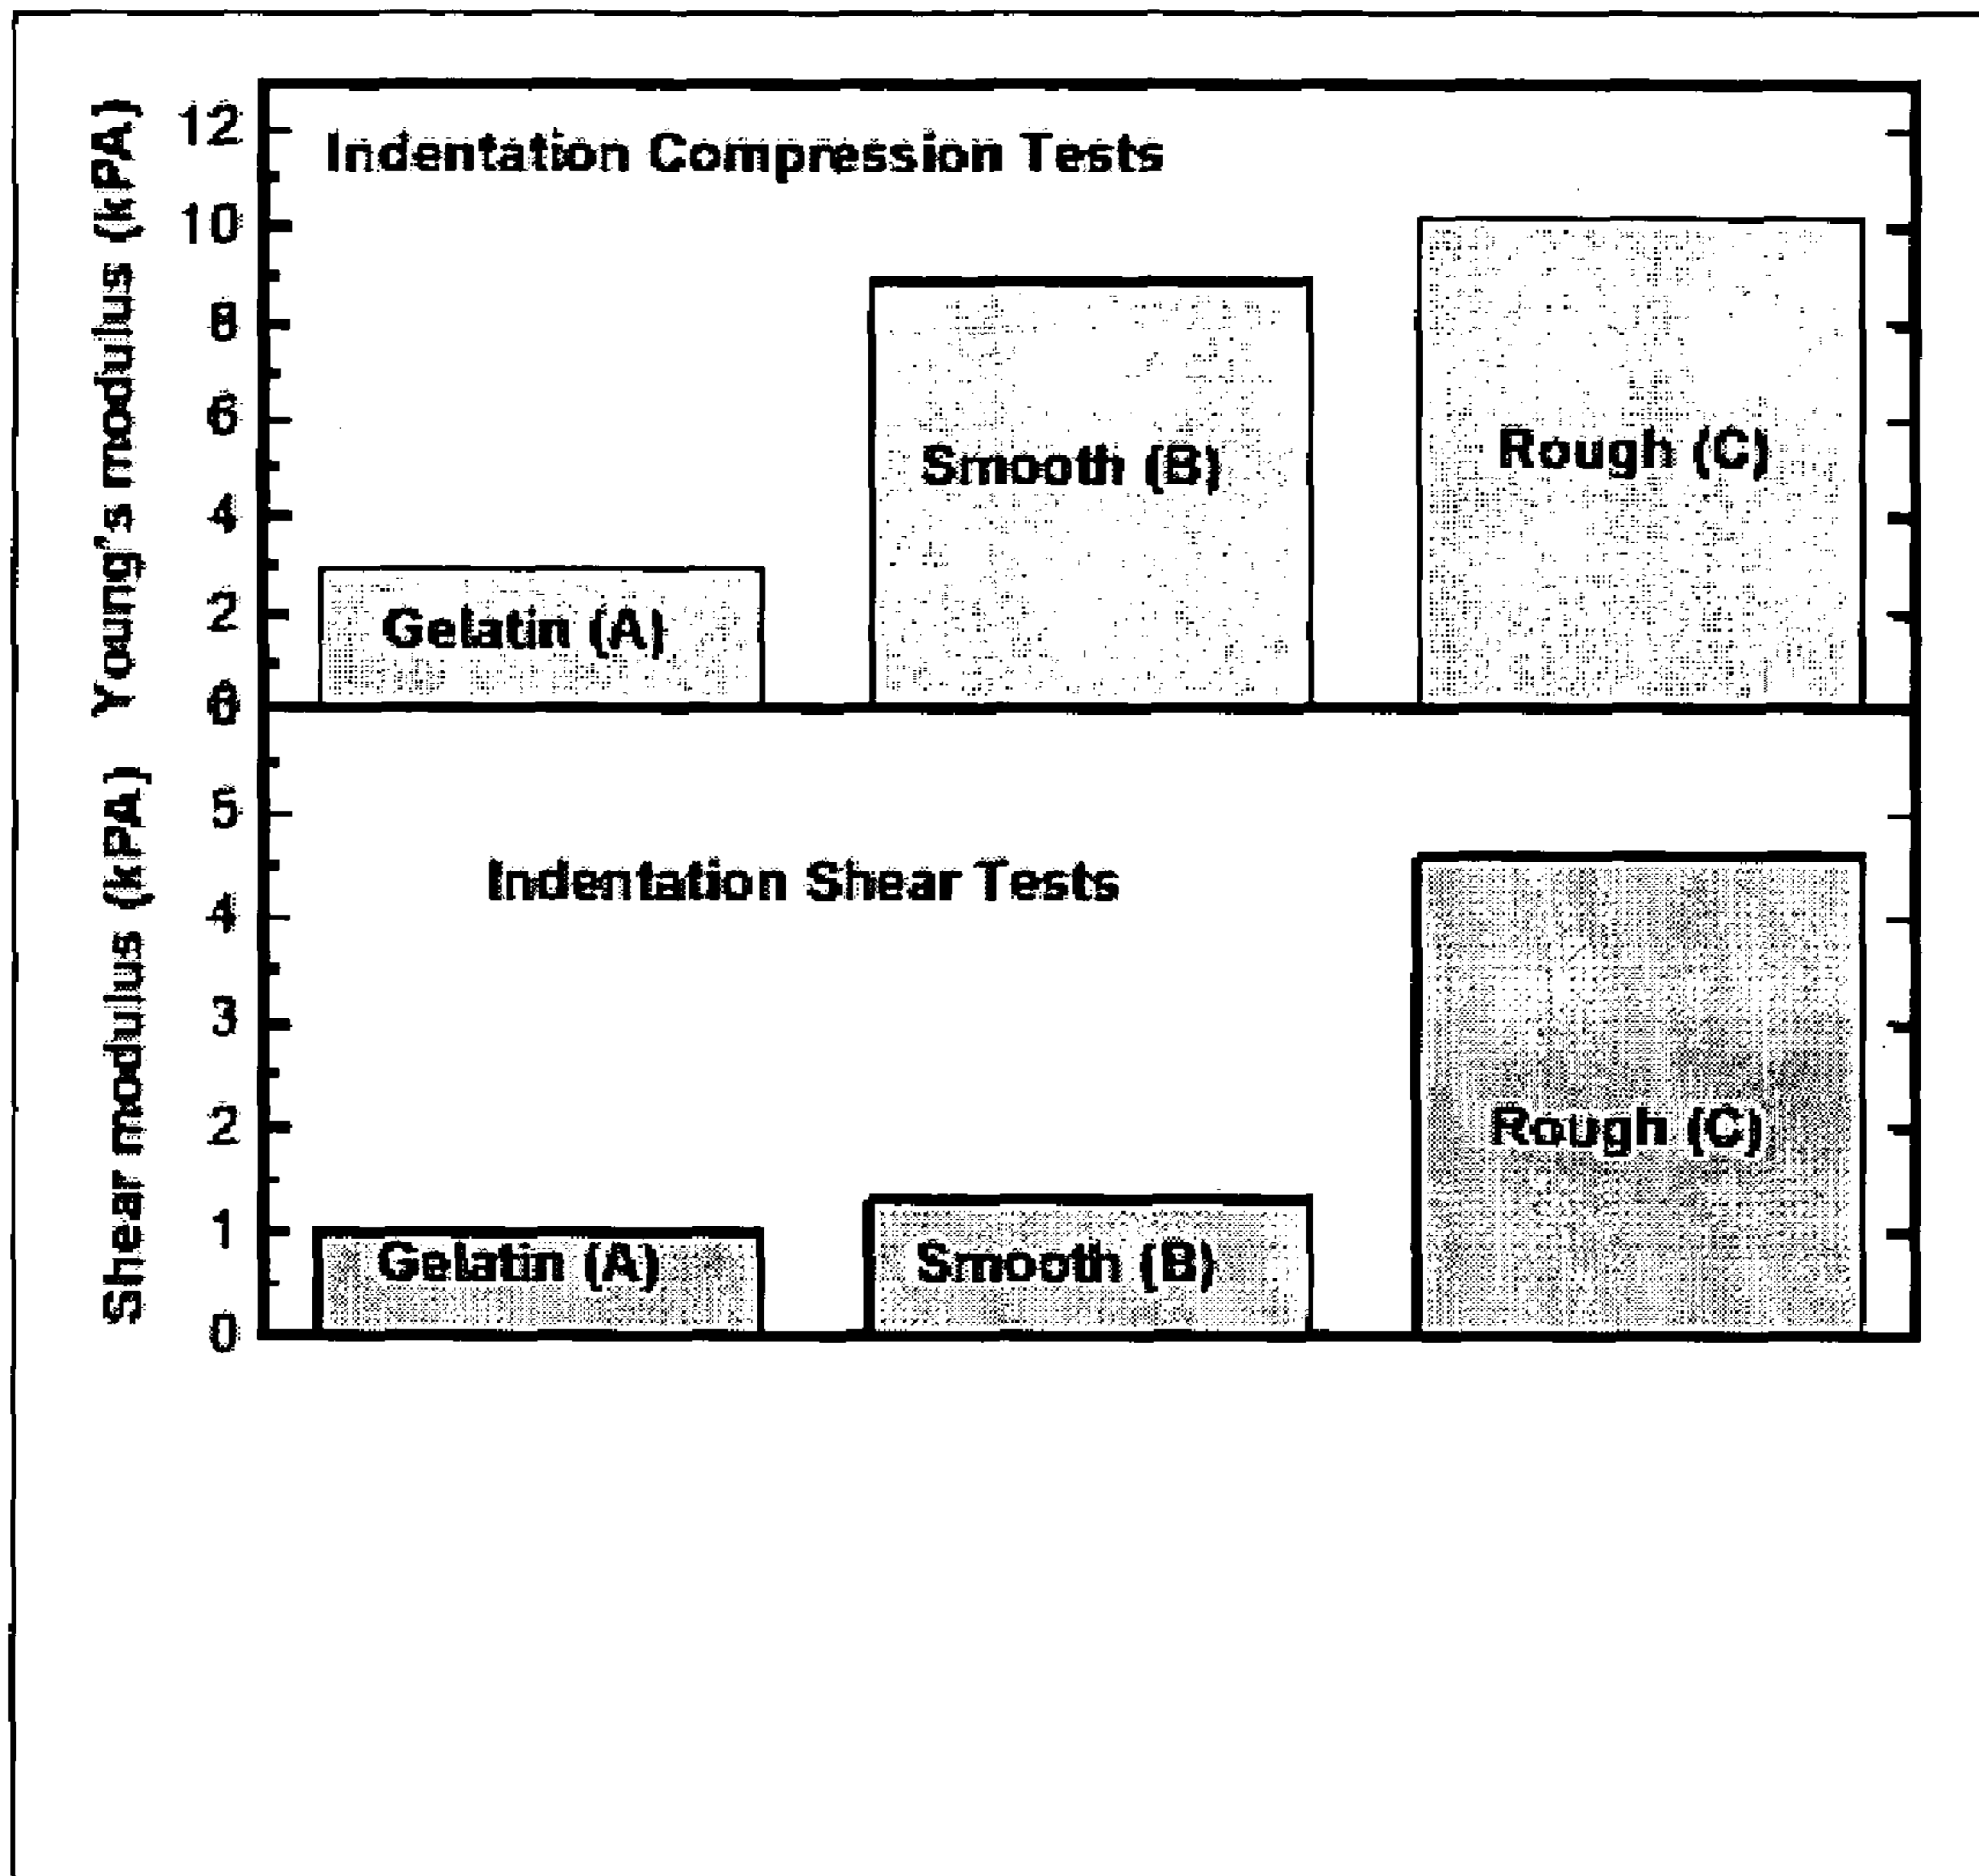 Young's modulus (kPA)
12
10
8
6
4
2
0
Indentation Compression Tests
Gelatin (A)
Smooth (B)
Rough (C)
Shear modulus (kPA)
5
4
3
2
1
0
Indentation Shear Tests
Gelatin (A)
Smooth (B)
Rough (C)